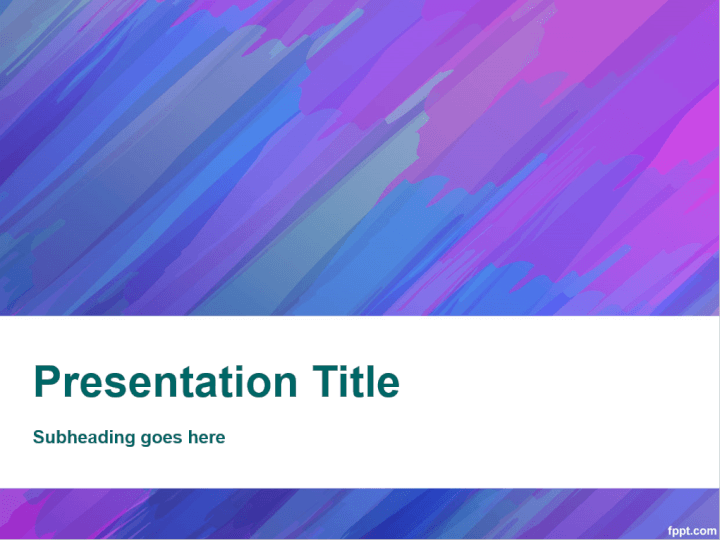 Presentation Title
Subheading goes here
fppt.com